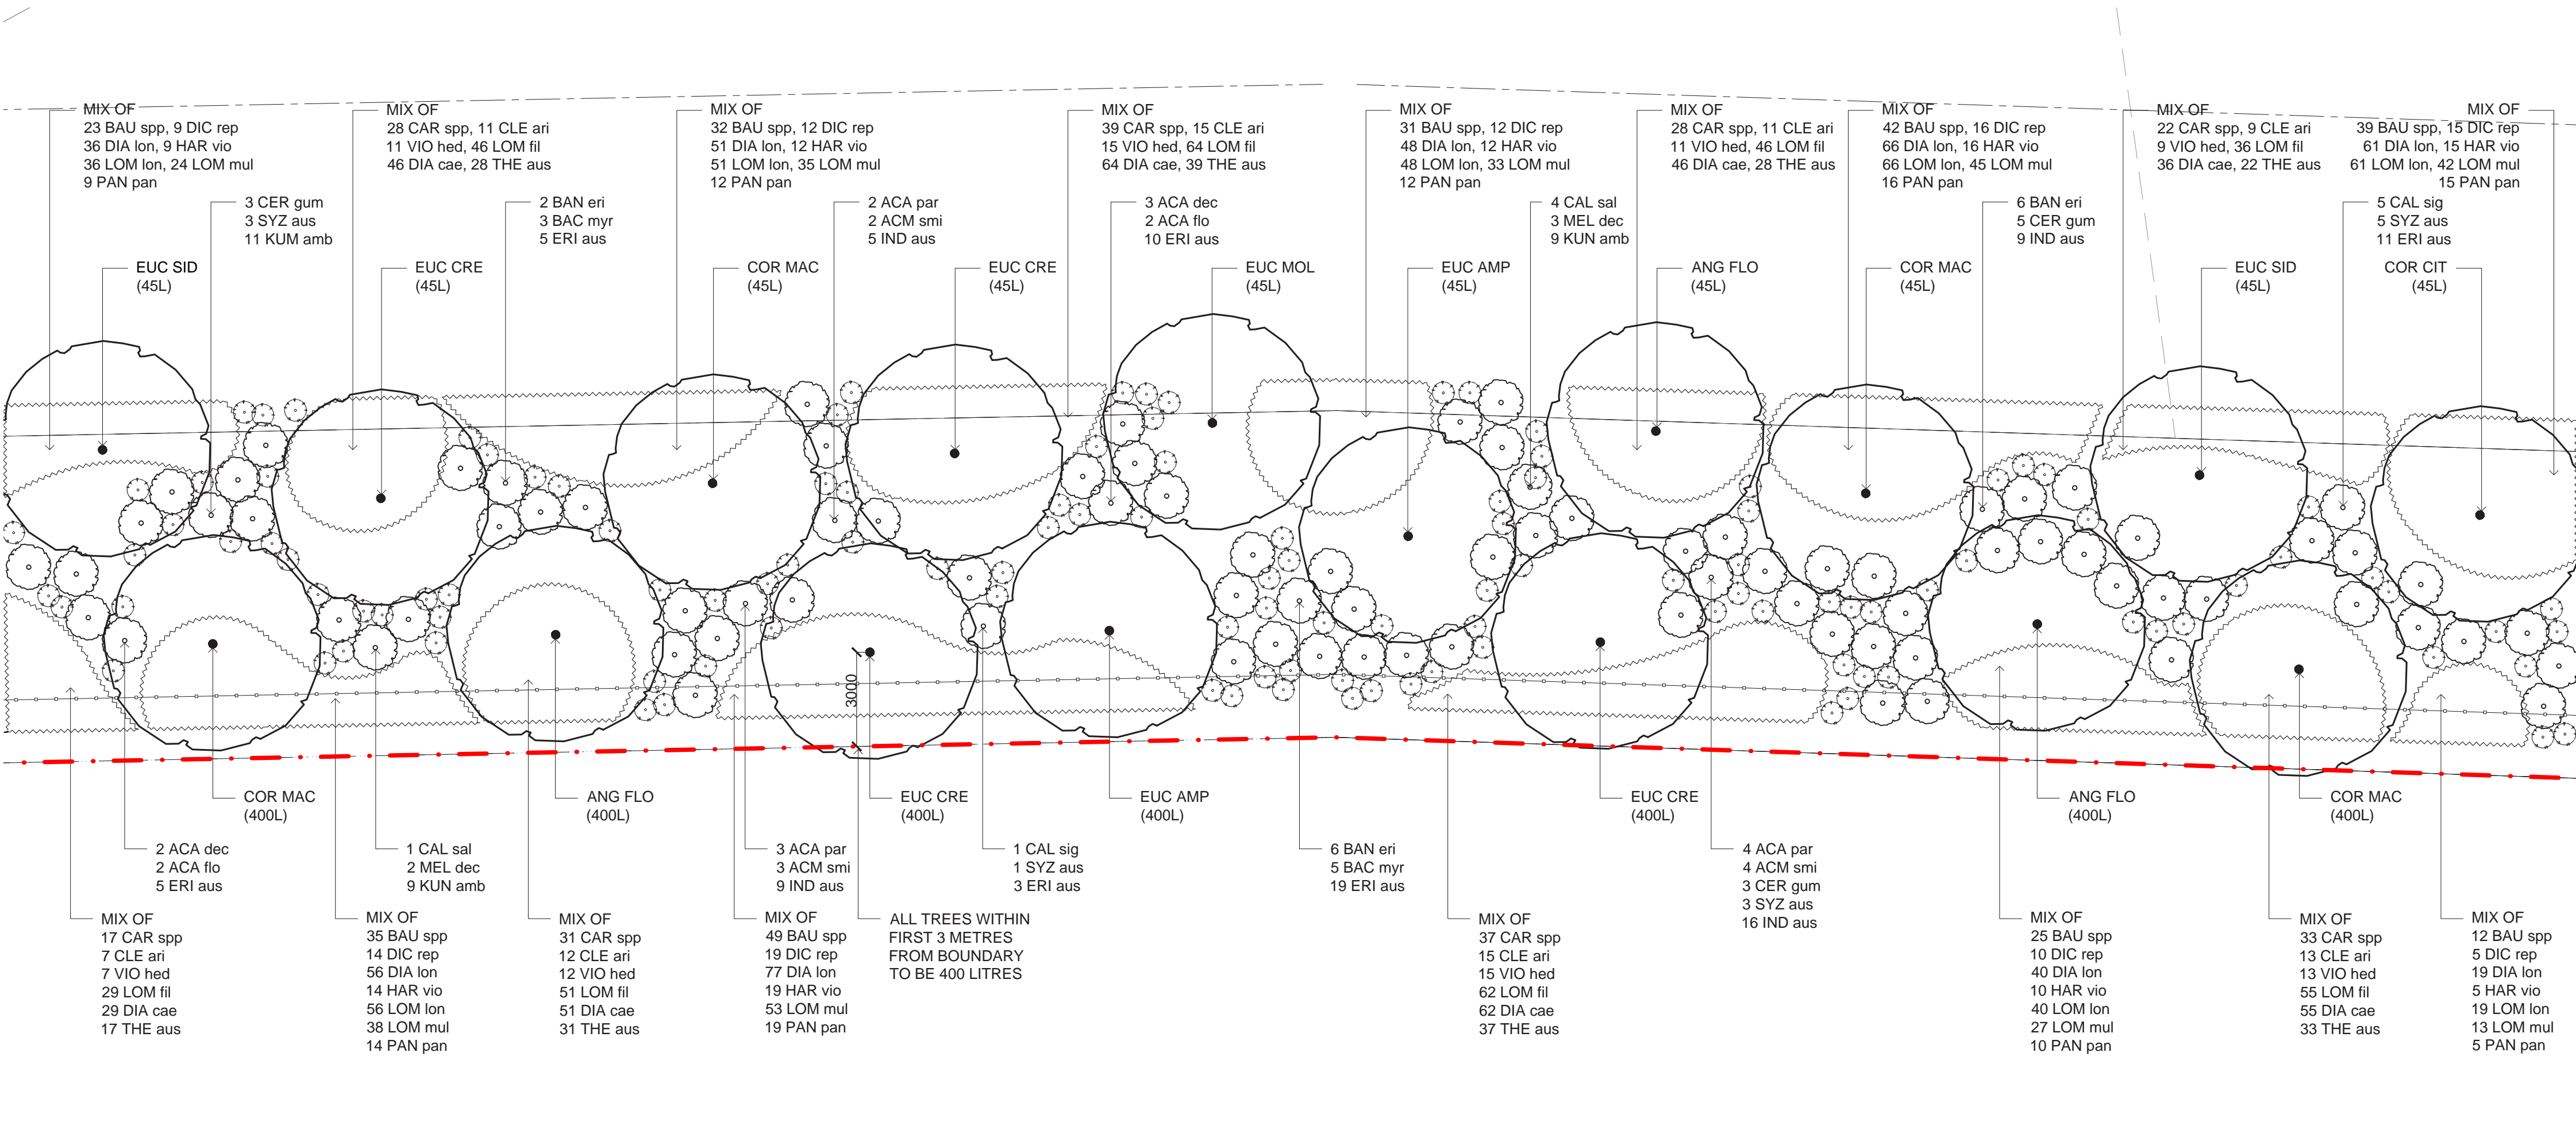 MIX OF
23 BAU spp, 9 DIC rep
36 DIA lon, 9 HAR vio
36 LOM lon, 24 LOM mul
9 PAN pan
MIX OF
28 CAR spp, 11 CLE ari
11 VIO hed, 46 LOM fil
46 DIA cae, 28 THE aus
MIX OF
32 BAU spp, 12 DIC rep
51 DIA lon, 12 HAR vio
51 LOM lon, 35 LOM mul
12 PAN pan
MIX OF
39 CAR spp, 15 CLE ari
15 VIO hed, 64 LOM fil
64 DIA cae, 39 THE aus
MIX OF
31 BAU spp, 12 DIC rep
48 DIA lon, 12 HAR vio
48 LOM lon, 33 LOM mul
12 PAN pan
MIX OF
28 CAR spp, 11 CLE ari
11 VIO hed, 46 LOM fil
46 DIA cae, 28 THE aus
MIX OF
42 BAU spp, 16 DIC rep
66 DIA lon, 16 HAR vio
66 LOM lon, 45 LOM mul
16 PAN pan
MIX OF
22 CAR spp, 9 CLE ari
9 VIO hed, 36 LOM fil
36 DIA cae, 22 THE aus
MIX OF
39 BAU spp, 15 DIC rep
61 DIA lon, 15 HAR vio
61 LOM lon, 42 LOM mul
15 PAN pan
3 CER gum
3 SYZ aus
11 KUM amb
2 BAN eri
3 BAC myr
5 ERI aus
2 ACA par
2 ACM smi
5 IND aus
3 ACA dec
2 ACA flo
10 ERI aus
4 CAL sal
3 MEL dec
9 KUN amb
6 BAN eri
5 CER gum
9 IND aus
5 CAL sig
5 SYZ aus
11 ERI aus
EUC SID
(45L)
EUC CRE
(45L)
COR MAC
(45L)
EUC CRE
(45L)
EUC MOL
(45L)
EUC AMP
(45L)
ANG FLO
(45L)
COR MAC
(45L)
EUC SID
(45L)
COR CIT
(45L)
3000
COR MAC
(400L)
ANG FLO
(400L)
EUC CRE
(400L)
EUC AMP
(400L)
EUC CRE
(400L)
ANG FLO
(400L)
COR MAC
(400L)
2 ACA dec
2 ACA flo
5 ERI aus
1 CAL sal
2 MEL dec
9 KUN amb
3 ACA par
3 ACM smi
9 IND aus
1 CAL sig
1 SYZ aus
3 ERI aus
6 BAN eri
5 BAC myr
19 ERI aus
4 ACA par
4 ACM smi
3 CER gum
3 SYZ aus
16 IND aus
MIX OF
17 CAR spp
7 CLE ari
7 VIO hed
29 LOM fil
29 DIA cae
17 THE aus
MIX OF
35 BAU spp
14 DIC rep
56 DIA lon
14 HAR vio
56 LOM lon
38 LOM mul
14 PAN pan
MIX OF
31 CAR spp
12 CLE ari
12 VIO hed
51 LOM fil
51 DIA cae
31 THE aus
MIX OF
49 BAU spp
19 DIC rep
77 DIA lon
19 HAR vio
53 LOM mul
19 PAN pan
ALL TREES WITHIN
FIRST 3 METRES
FROM BOUNDARY
TO BE 400 LITRES
MIX OF
37 CAR spp
15 CLE ari
15 VIO hed
62 LOM fil
62 DIA cae
37 THE aus
MIX OF
25 BAU spp
10 DIC rep
40 DIA lon
10 HAR vio
40 LOM lon
27 LOM mul
10 PAN pan
MIX OF
33 CAR spp
13 CLE ari
13 VIO hed
55 LOM fil
55 DIA cae
33 THE aus
MIX OF
12 BAU spp
5 DIC rep
19 DIA lon
5 HAR vio
19 LOM lon
13 LOM mul
5 PAN pan